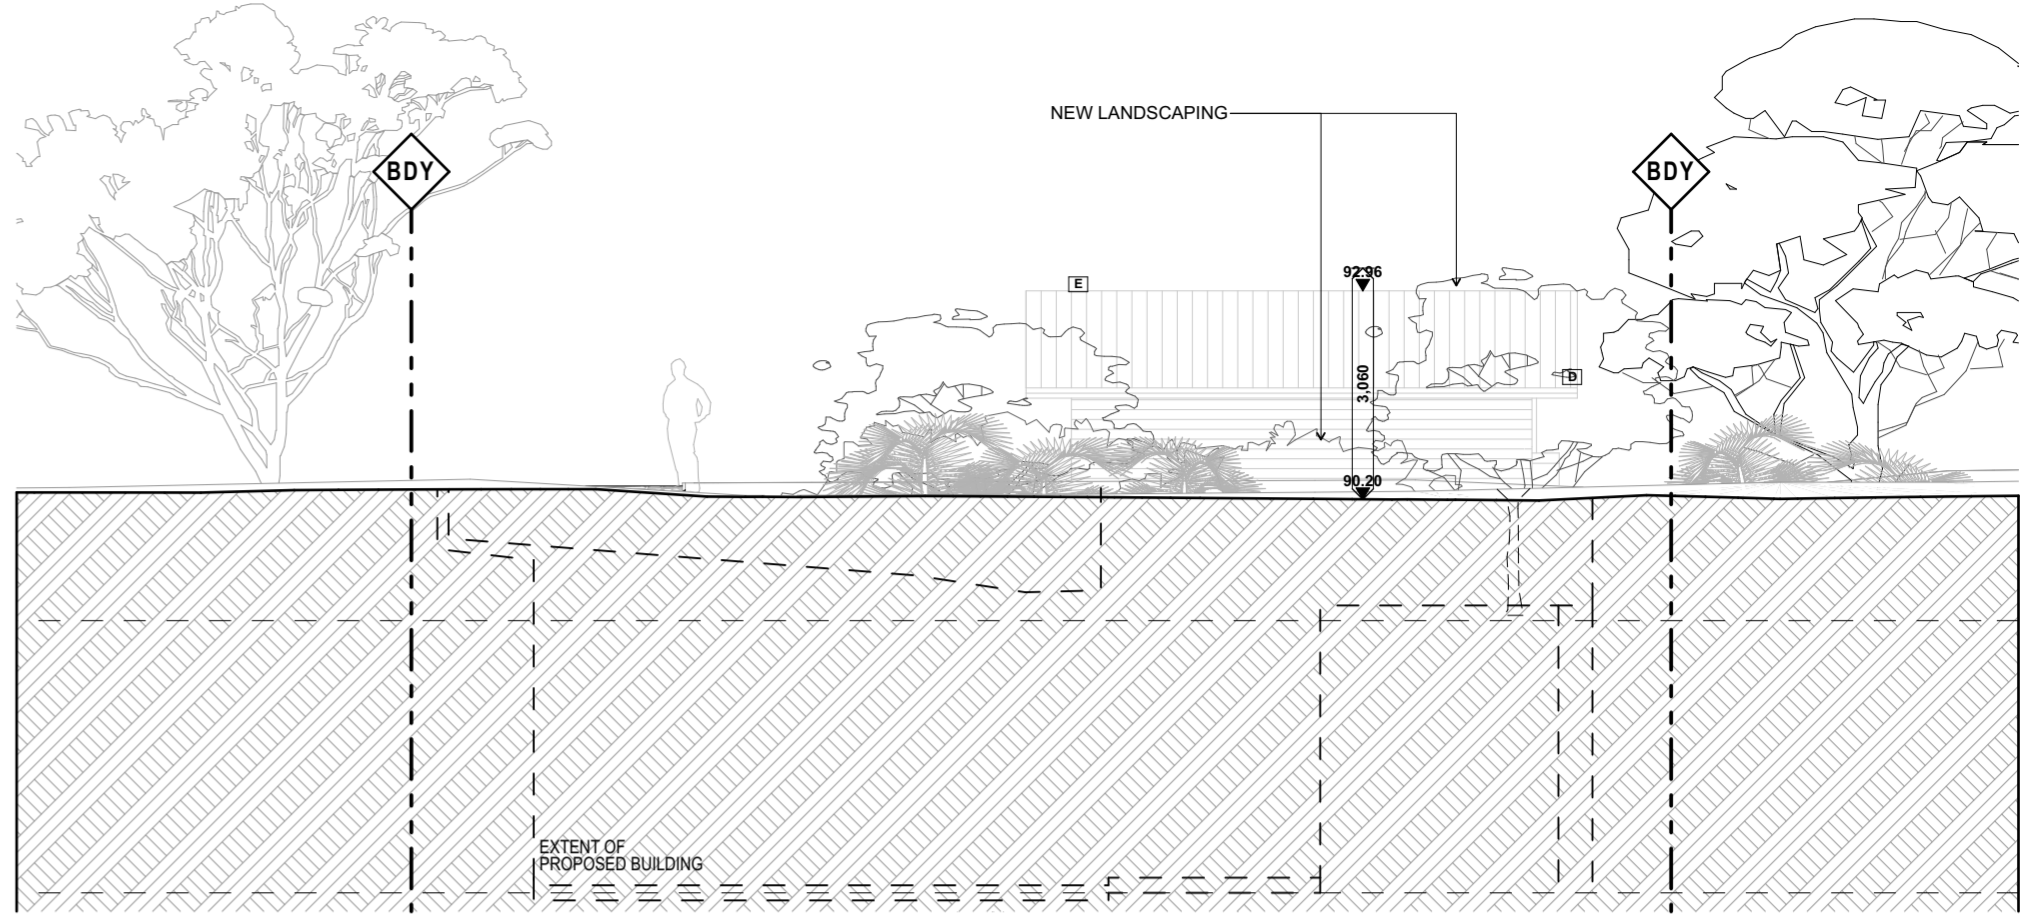 NEW LANDSCAPING
BDY
BDY
92.96
E
3,060
D
90.20
EXTENT OF
PROPOSED BUILDING